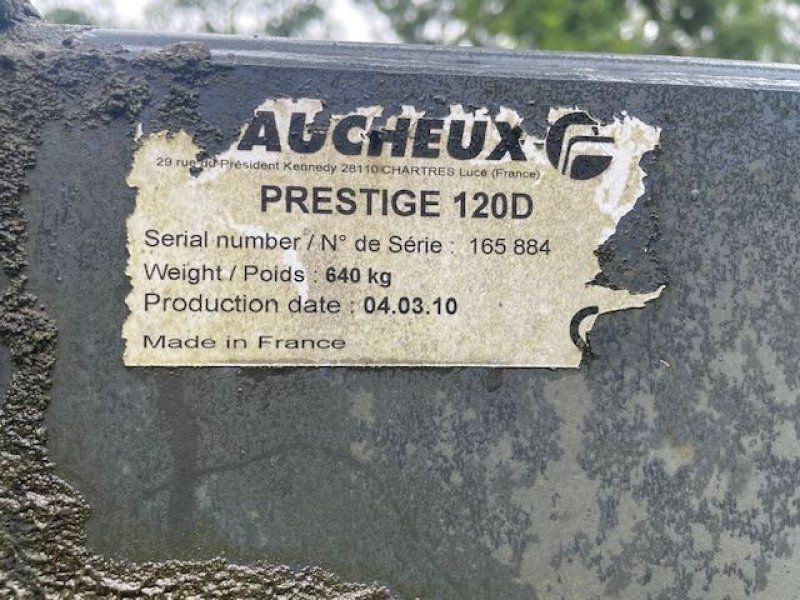 AUCHEUX
29 rue du Président Kennedy 28110 CHARTRES Lucé (France)
PRESTIGE 120D
Serial number / N° de Série : 165 884
Weight / Poids : 640 kg
Production date : 04.03.10
Made in France